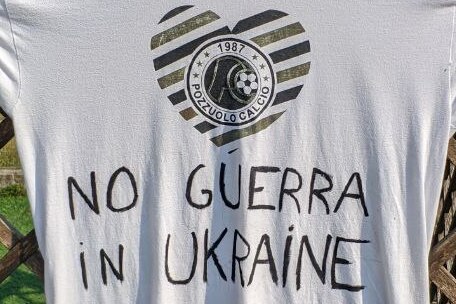 1987
POZZUOLO CALCIO
NO GUERRA
iN UKRAiNE